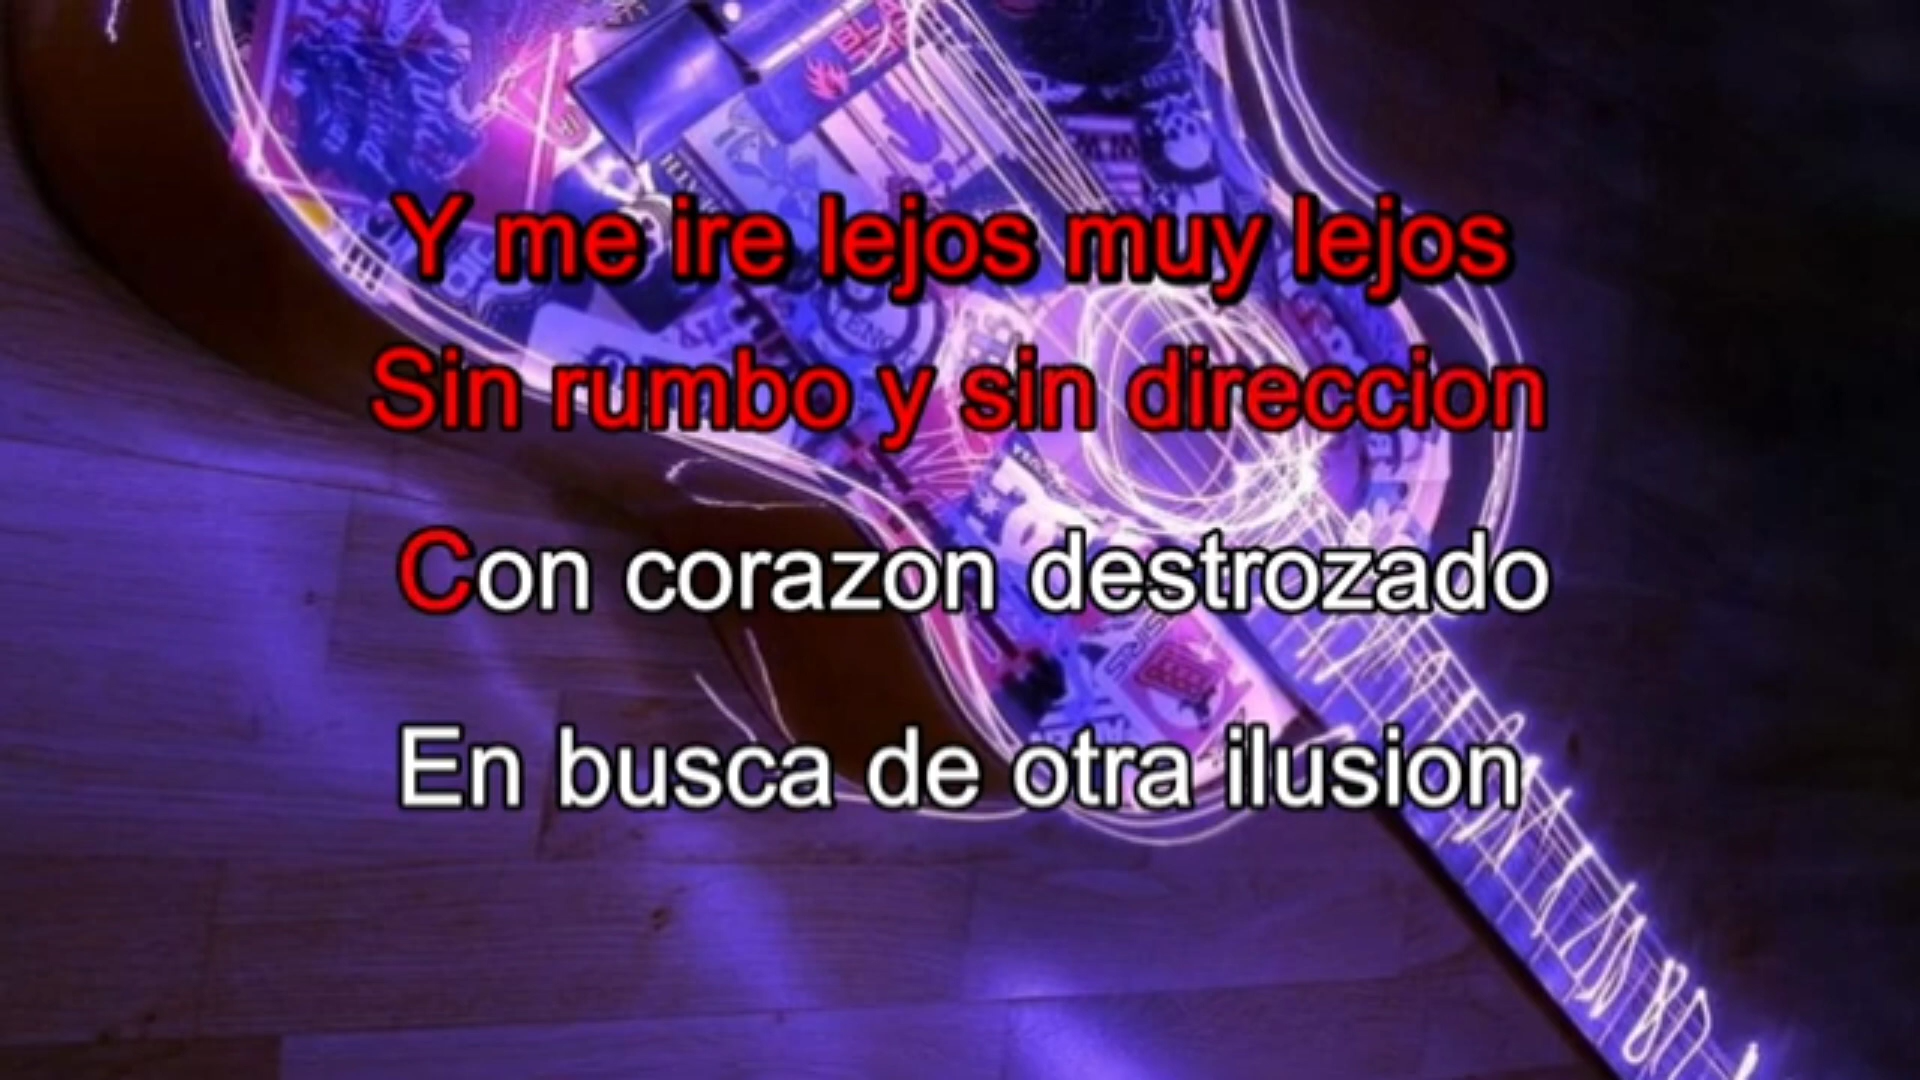 Y me ire lejos muy lejos
Sin rumbo y sin direccion
Con corazon destrozado
En busca de otra ilusion